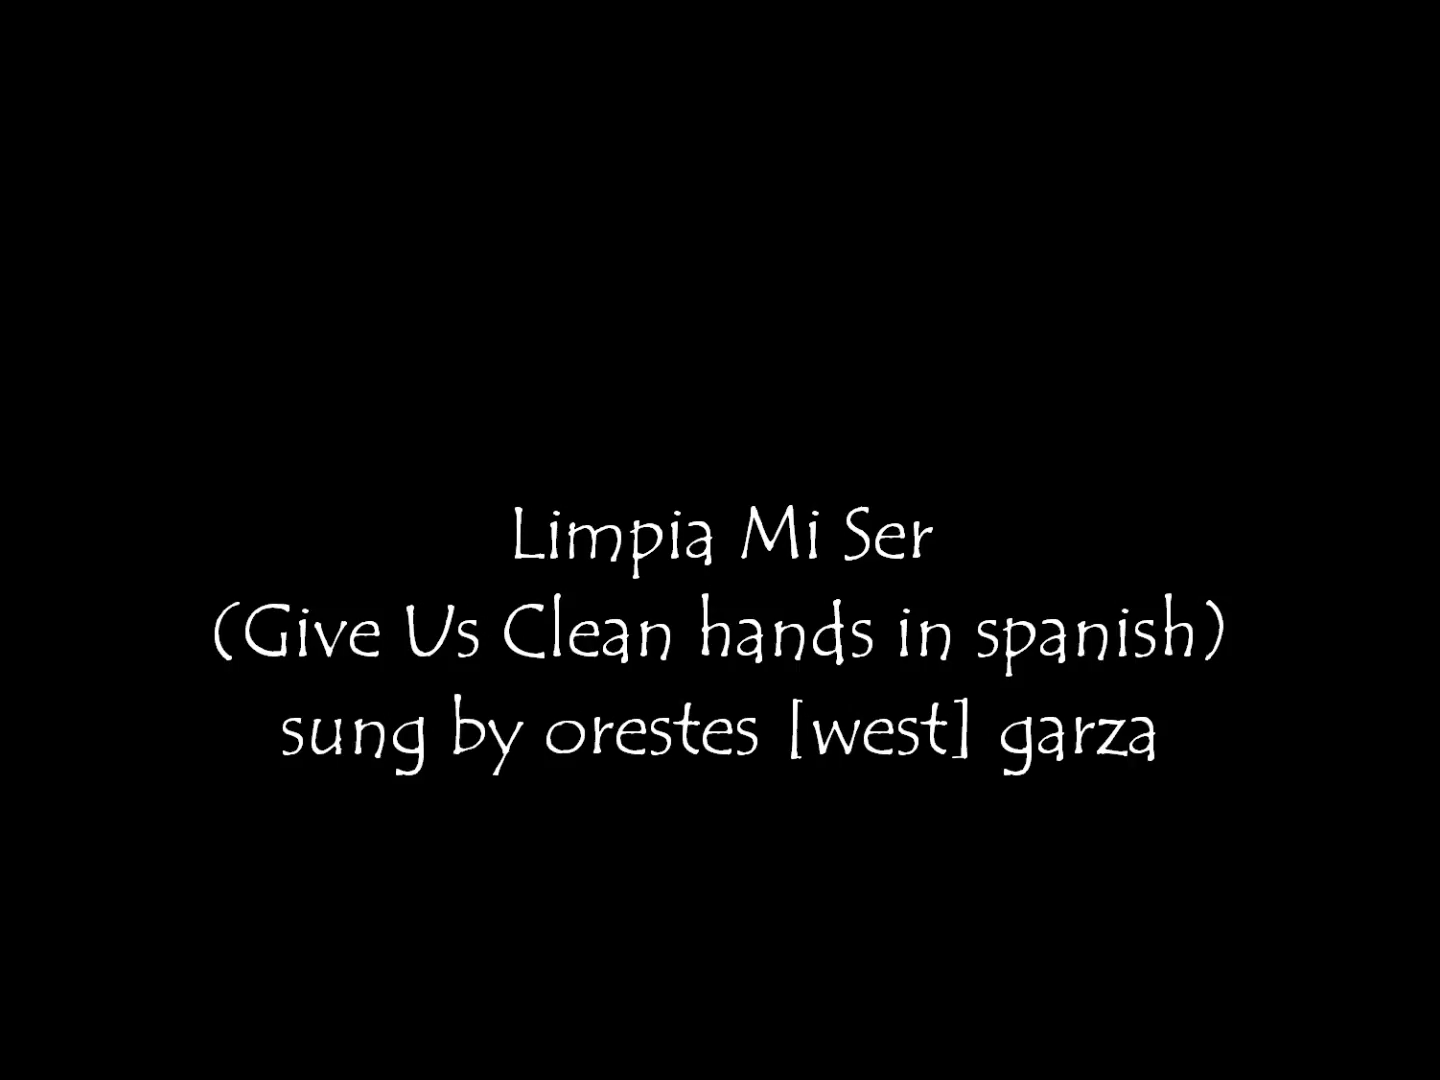 Limpia Mi Ser
(Give Us Clean hands in spanish)
sung by orestes [west] garza